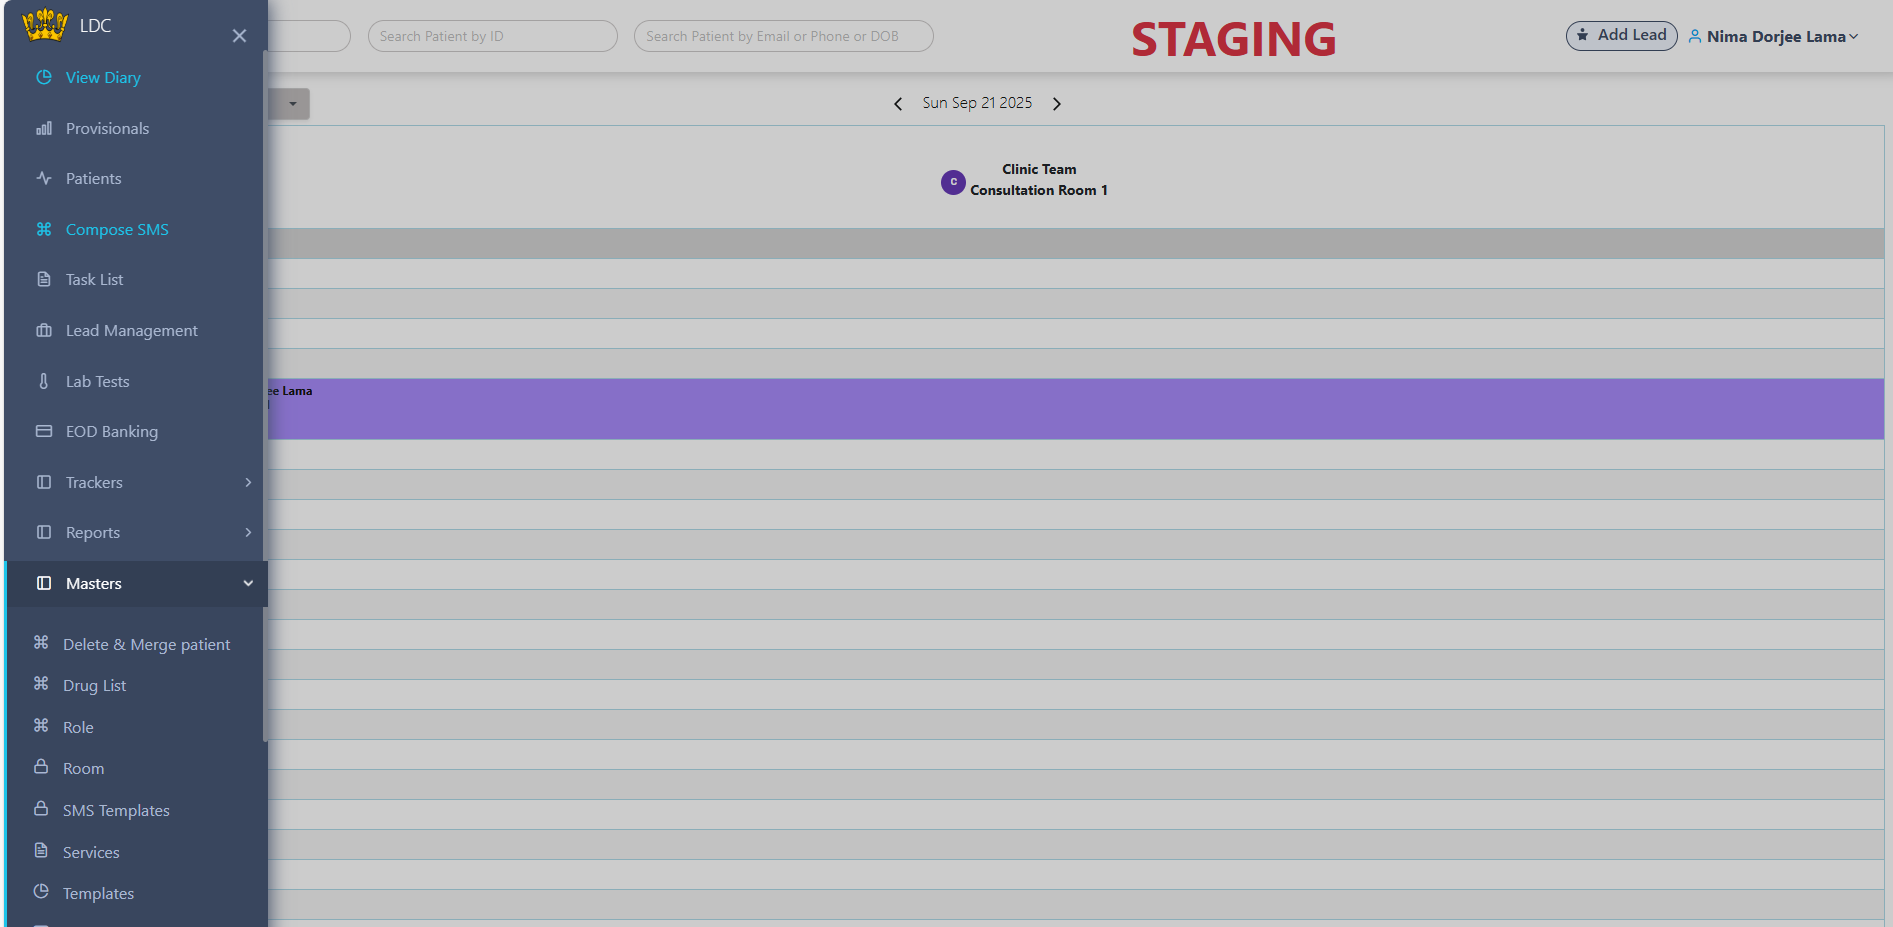 LDC
View Diary
Provisionals
Patients
Compose SMS
Task List
Lead Management
Lab Tests
EOD Banking
Trackers
Reports
Masters
Delete & Merge patient
Drug List
Role
Room
SMS Templates
Services
Templates
Search Patient by ID
Search Patient by Email or Phone or DOB
STAGING
Add Lead
Nima Dorjee Lama
Sun Sep 21 2025
C
Clinic Team
Consultation Room 1
ee Lama